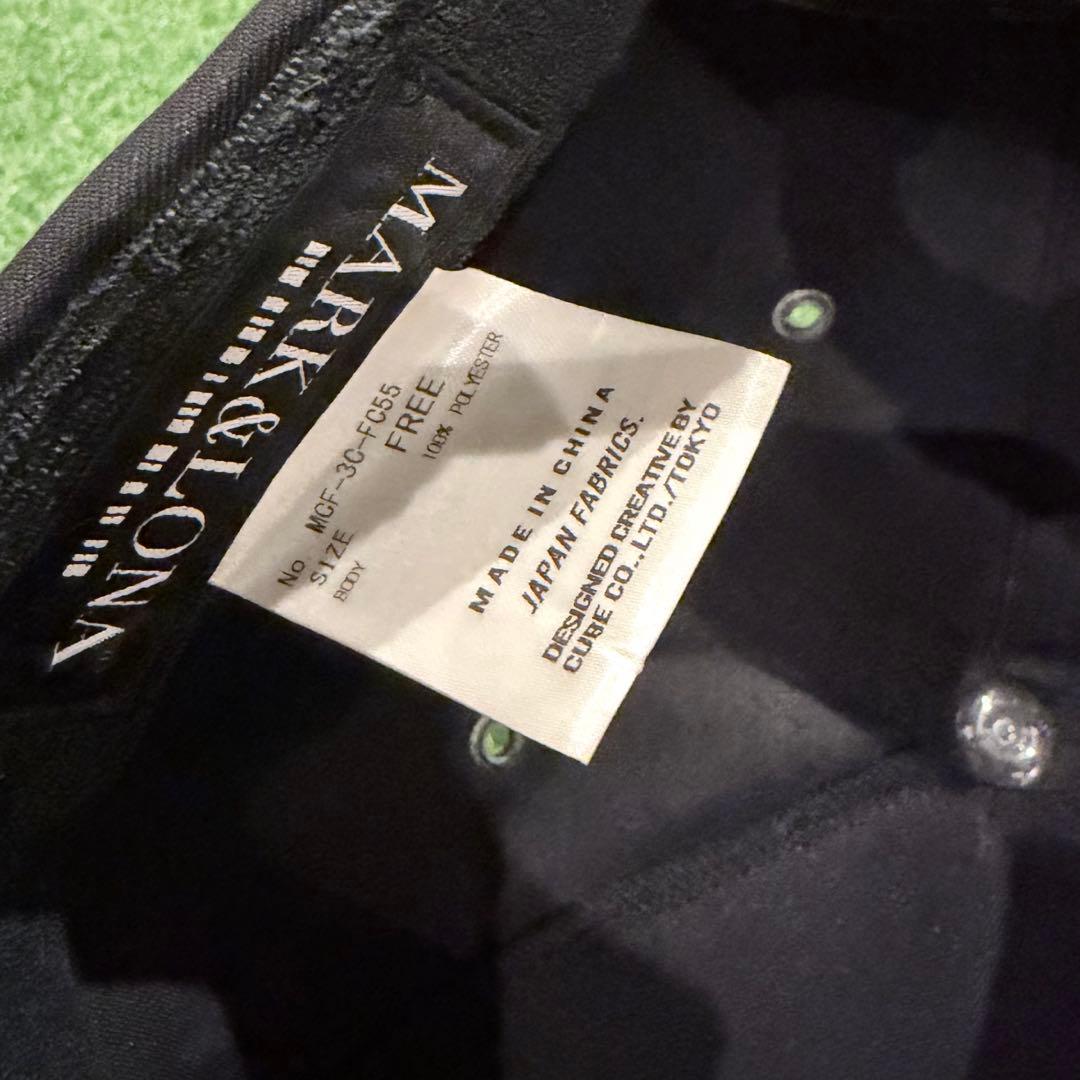 MARK&LONA
No MCF-3C-FC55
SIZE FREE
BODY 100% POLYESTER
MADE IN CHINA
JAPAN FABRICS.
DESIGNED CREATIVE BY
CUBE CO.,LTD./TOKYO